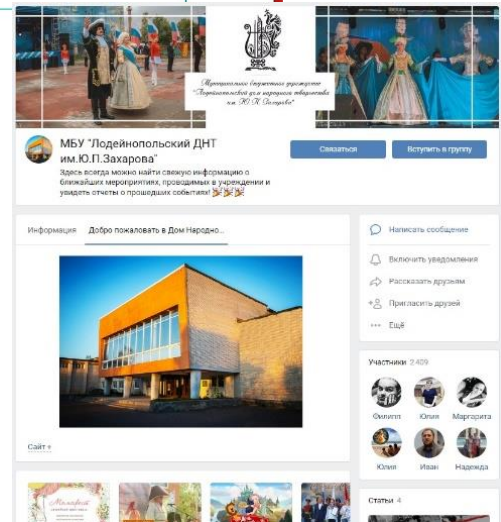 Муниципальное бюджетное учреждение
"Лодейнопольский дом народного творчества
им. Ю.П. Захарова"
МБУ "Лодейнопольский ДНТ
им.Ю.П.Захарова"
Здесь всегда можно найти свежую информацию о
ближайших мероприятиях, проводимых в учреждении и
увидеть отчеты о прошедших событиях!
Связаться
Вступить в группу
Информация
Добро пожаловать в Дом Народно...
Сайт
Написать сообщение
Включить уведомления
Рассказать друзьям
Пригласить друзей
Ещё
Участники 2 409
Филипп Юлия Маргарита
Юлия Иван Надежда
Статьи 4